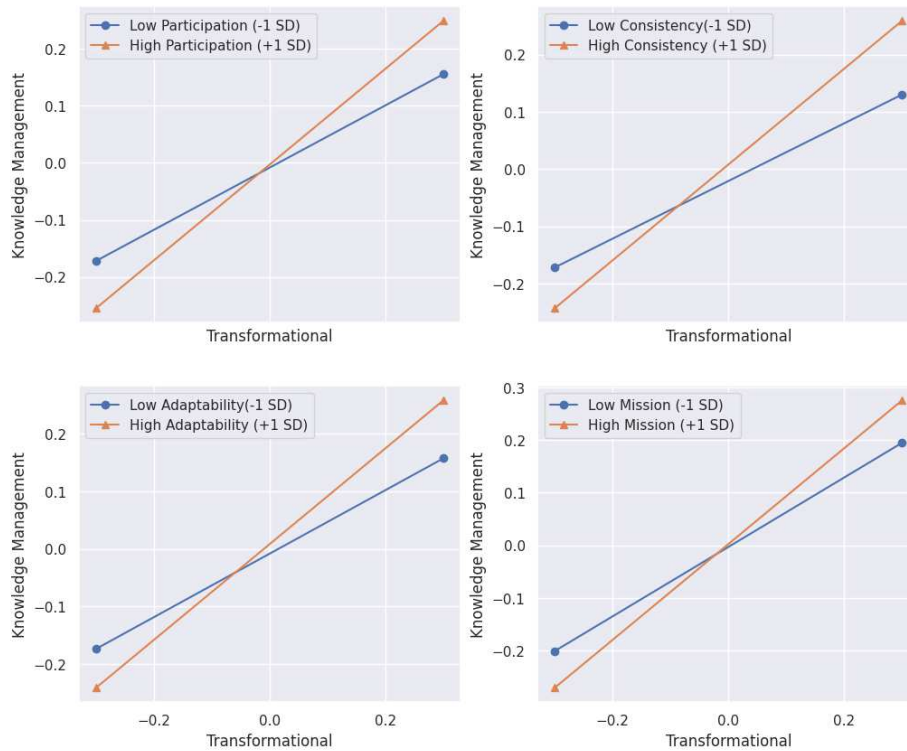 Low Participation (-1 SD)
High Participation (+1 SD)
0.2
0.1
0.0
−0.1
−0.2
Knowledge Management
Transformational
Low Consistency(-1 SD)
High Consistency (+1 SD)
0.2
0.1
0.0
−0.1
−0.2
Knowledge Management
Transformational
Low Adaptability(-1 SD)
High Adaptability (+1 SD)
0.2
0.1
0.0
−0.1
−0.2
Knowledge Management
−0.2 0.0 0.2
Transformational
Low Mission (-1 SD)
High Mission (+1 SD)
0.3
0.2
0.1
0.0
−0.1
−0.2
Knowledge Management
−0.2 0.0 0.2
Transformational